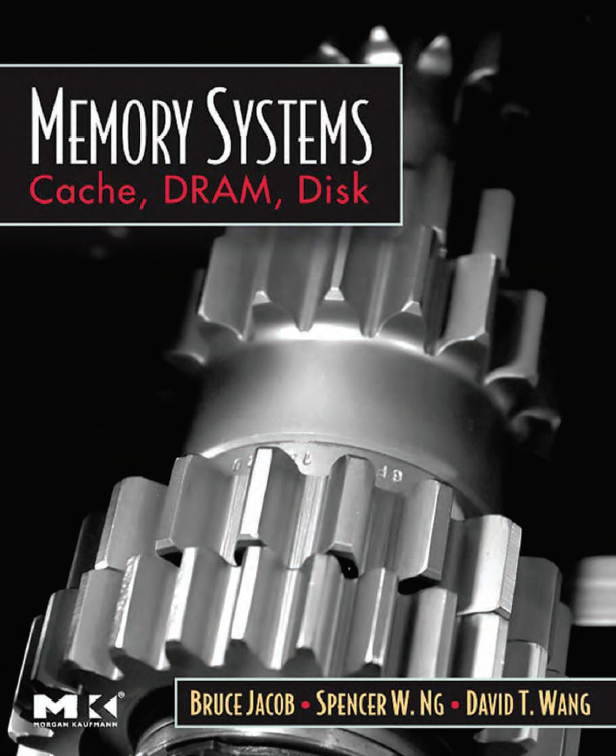 MEMORY SYSTEMS
Cache, DRAM, Disk
BRUCE JACOB • SPENCER W. NG • DAVID T. WANG
MK®
MORGAN KAUFMANN